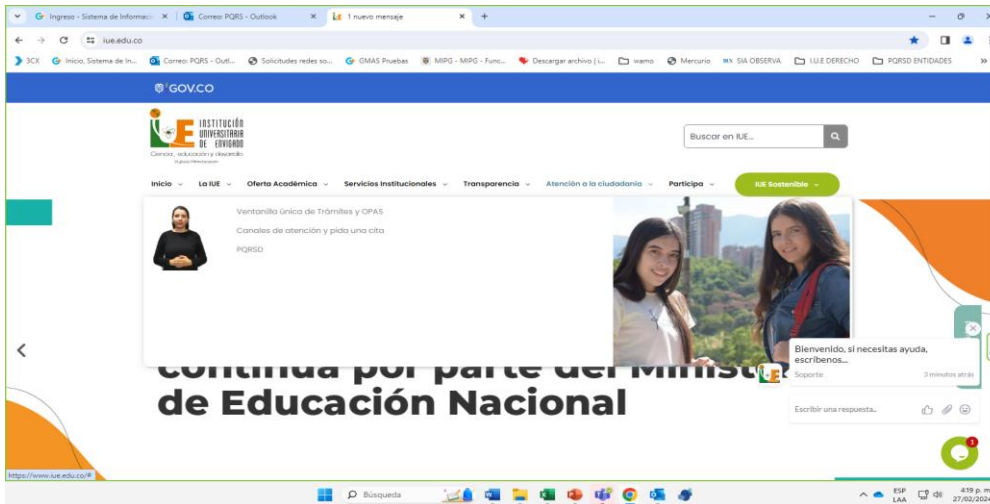 Ingreso - Sistema de Informaci
Correo: PQRS - Outlook
1 nuevo mensaje
iue.edu.co
3CX
Inicio, Sistema de In...
Correo: PQRS - Outl...
Solicitudes redes so...
GMAS Pruebas
MIPG - MIPG - Func...
Descargar archivo | i...
wamo
Mercurio
SIA OBSERVA
I.U.E DERECHO
PQRSD ENTIDADES
GOV.CO
INSTITUCIÓN
UNIVERSITARIA
DE ENVIGADO
Ciencia, educación y desarrollo
Buscar en IUE...
Inicio
La IUE
Oferta Académica
Servicios Institucionales
Transparencia
Atención a la ciudadanía
Participa
IUE Sostenible
Ventanilla única de Trámites y OPAS
Canales de atención y pida una cita
PQRSD
continua por parte del Minist
de Educación Nacional
Bienvenido, si necesitas ayuda,
escríbenos...
Soporte
3 minutos atrás
Escribir una respuesta..
1
https://www.iue.edu.co/#
Búsqueda
ESP
LAA
4:19 p. m
27/02/2024